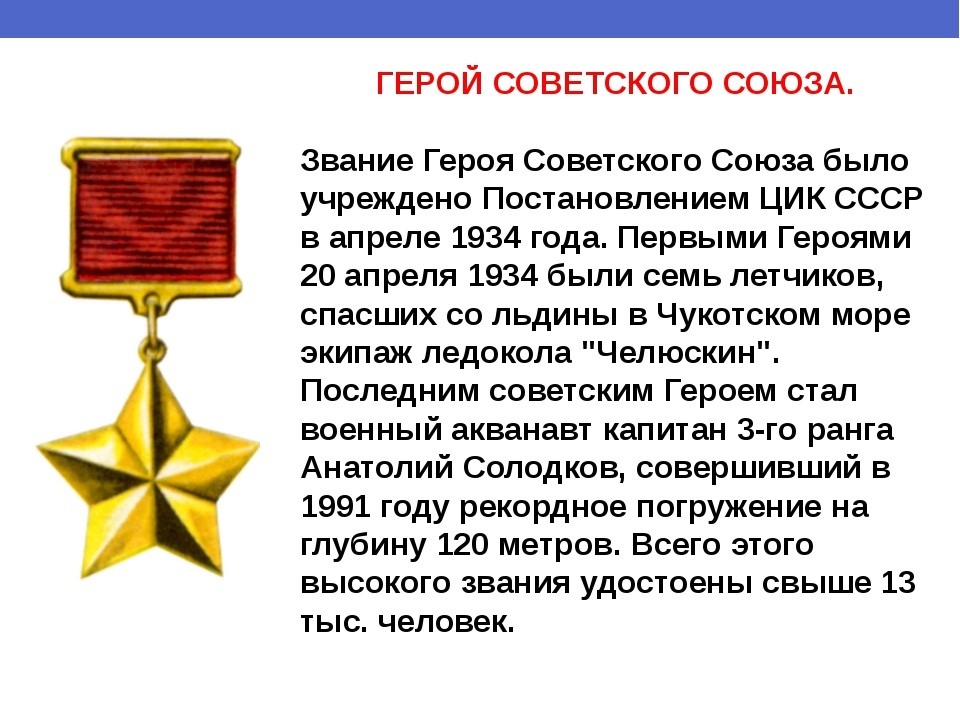 ГЕРОЙ СОВЕТСКОГО СОЮЗА.
Звание Героя Советского Союза было
учреждено Постановлением ЦИК СССР
в апреле 1934 года. Первыми Героями
20 апреля 1934 были семь летчиков,
спасших со льдины в Чукотском море
экипаж ледокола "Челюскин".
Последним советским Героем стал
военный акванавт капитан 3-го ранга
Анатолий Солодков, совершивший в
1991 году рекордное погружение на
глубину 120 метров. Всего этого
высокого звания удостоены свыше 13
тыс. человек.